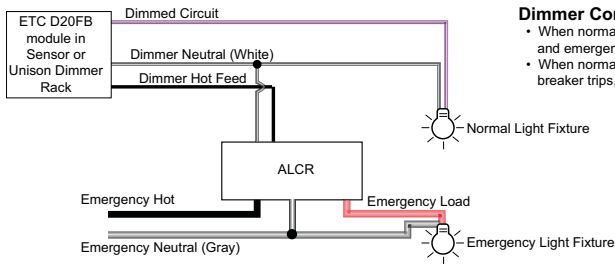 ETC D20FB
module in
Sensor or
Unison Dimmer
Rack
Dimmed Circuit
Dimmer Neutral (White)
Dimmer Hot Feed
Dimmer Co
• When norma
and emergen
• When norma
breaker trips,
Normal Light Fixture
ALCR
Emergency Hot
Emergency Load
Emergency Neutral (Gray)
Emergency Light Fixture